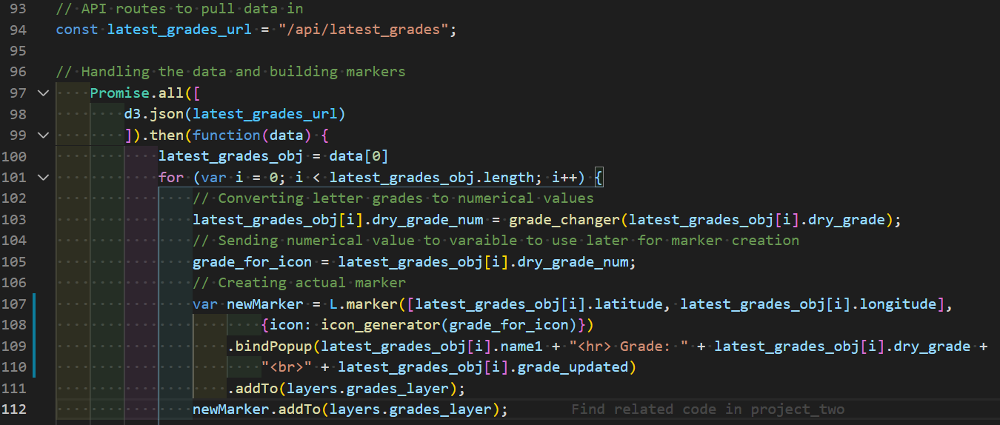 93 // API routes to pull data in
94 const latest_grades_url = "/api/latest_grades";
95
96 // Handling the data and building markers
97 Promise.all([
98 d3.json(latest_grades_url)
99 ]).then(function(data) {
100 latest_grades_obj = data[0]
101 for (var i = 0; i < latest_grades_obj.length; i++) {
102 // Converting letter grades to numerical values
103 latest_grades_obj[i].dry_grade_num = grade_changer(latest_grades_obj[i].dry_grade);
104 // Sending numerical value to varaible to use later for marker creation
105 grade_for_icon = latest_grades_obj[i].dry_grade_num;
106 // Creating actual marker
107 var newMarker = L.marker([latest_grades_obj[i].latitude, latest_grades_obj[i].longitude],
108 {icon: icon_generator(grade_for_icon)})
109 .bindPopup(latest_grades_obj[i].name1 + "<hr> Grade: " + latest_grades_obj[i].dry_grade +
110 "<br>" + latest_grades_obj[i].grade_updated)
111 .addTo(layers.grades_layer);
112 newMarker.addTo(layers.grades_layer); Find related code in project_two